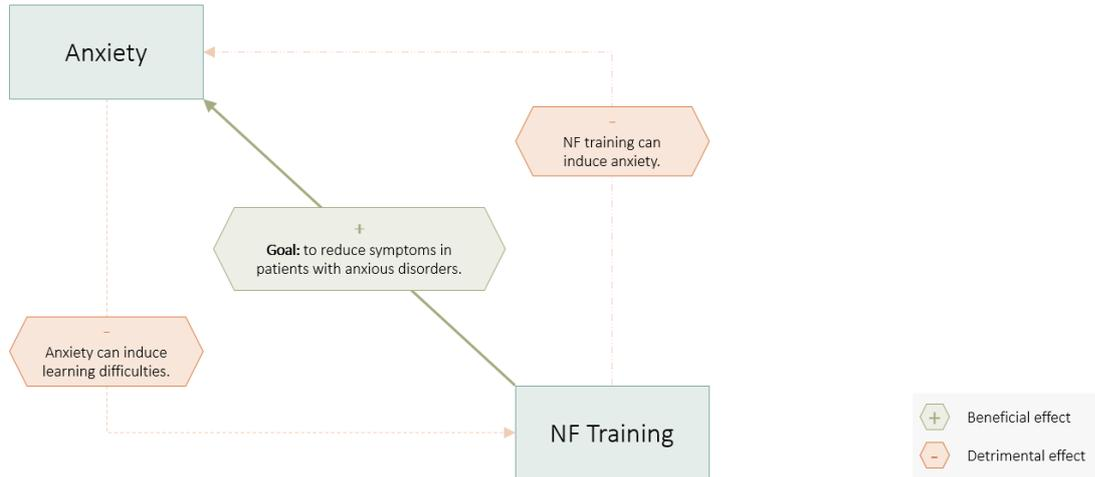 Anxiety
-
NF training can
induce anxiety.
+
Goal: to reduce symptoms in
patients with anxious disorders.
-
Anxiety can induce
learning difficulties.
NF Training
+ Beneficial effect
- Detrimental effect